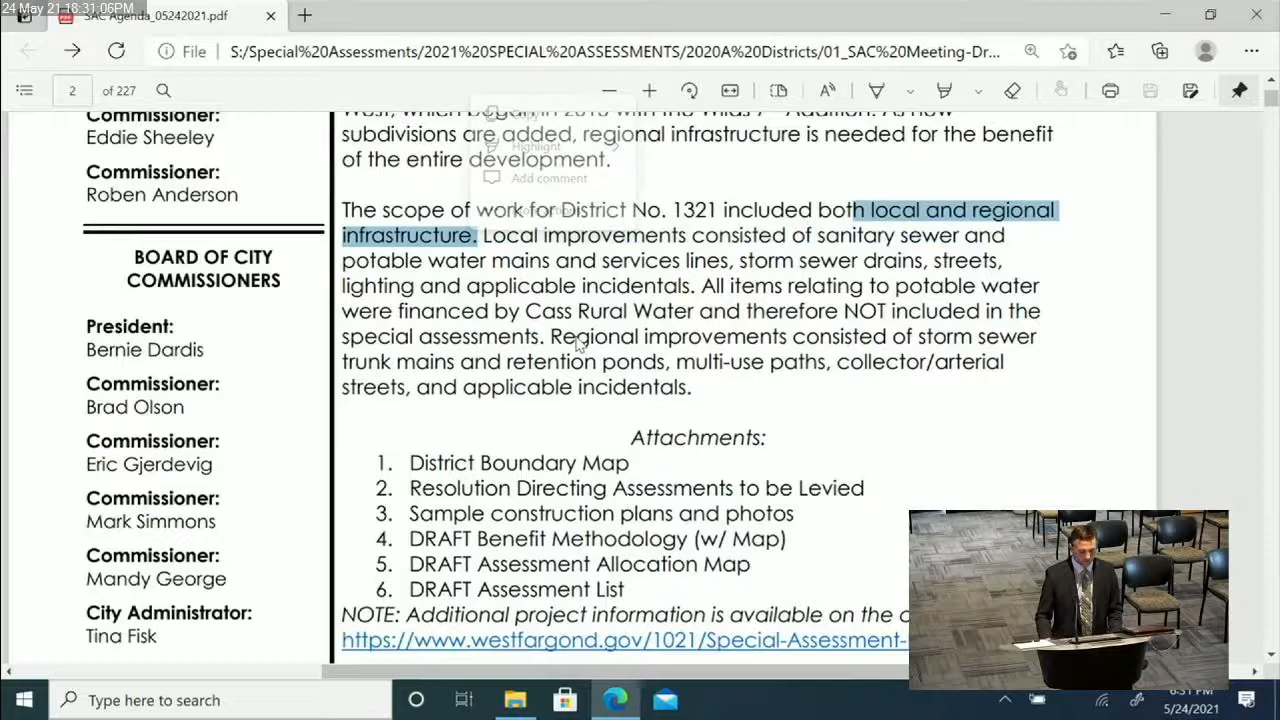 24 May 21 18:31:06PM
SAC Agenda_05242021.pdf
File
S:/Special%20Assessments/2021%20SPECIAL%20ASSESSMENTS/2020A%20Districts/01_SAC%20Meeting-Dr...
2 of 227
Commissioner:
Eddie Sheeley
Commissioner:
Roben Anderson
BOARD OF CITY
COMMISSIONERS
President:
Bernie Dardis
Commissioner:
Brad Olson
Commissioner:
Eric Gjerdevig
Commissioner:
Mark Simmons
Commissioner:
Mandy George
City Administrator:
Tina Fisk
subdivisions are added, regional infrastructure is needed for the benefit
of the entire development.
Copy
Highlight
Add comment
The scope of work for District No. 1321 included both local and regional
infrastructure. Local improvements consisted of sanitary sewer and
potable water mains and services lines, storm sewer drains, streets,
lighting and applicable incidentals. All items relating to potable water
were financed by Cass Rural Water and therefore NOT included in the
special assessments. Regional improvements consisted of storm sewer
trunk mains and retention ponds, multi-use paths, collector/arterial
streets, and applicable incidentals.
Attachments:
1. District Boundary Map
2. Resolution Directing Assessments to be Levied
3. Sample construction plans and photos
4. DRAFT Benefit Methodology (w/ Map)
5. DRAFT Assessment Allocation Map
6. DRAFT Assessment List
NOTE: Additional project information is available on the
https://www.westfargond.gov/1021/Special-Assessment-
Type here to search
6:31 PM
5/24/2021